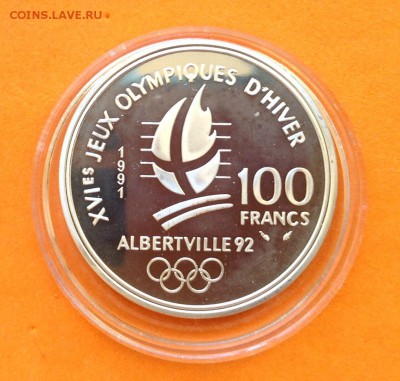 COINS.LAVE.RU
XVIES JEUX OLYMPIQUES D'HIVER
1991
100
FRANCS
ALBERTVILLE 92